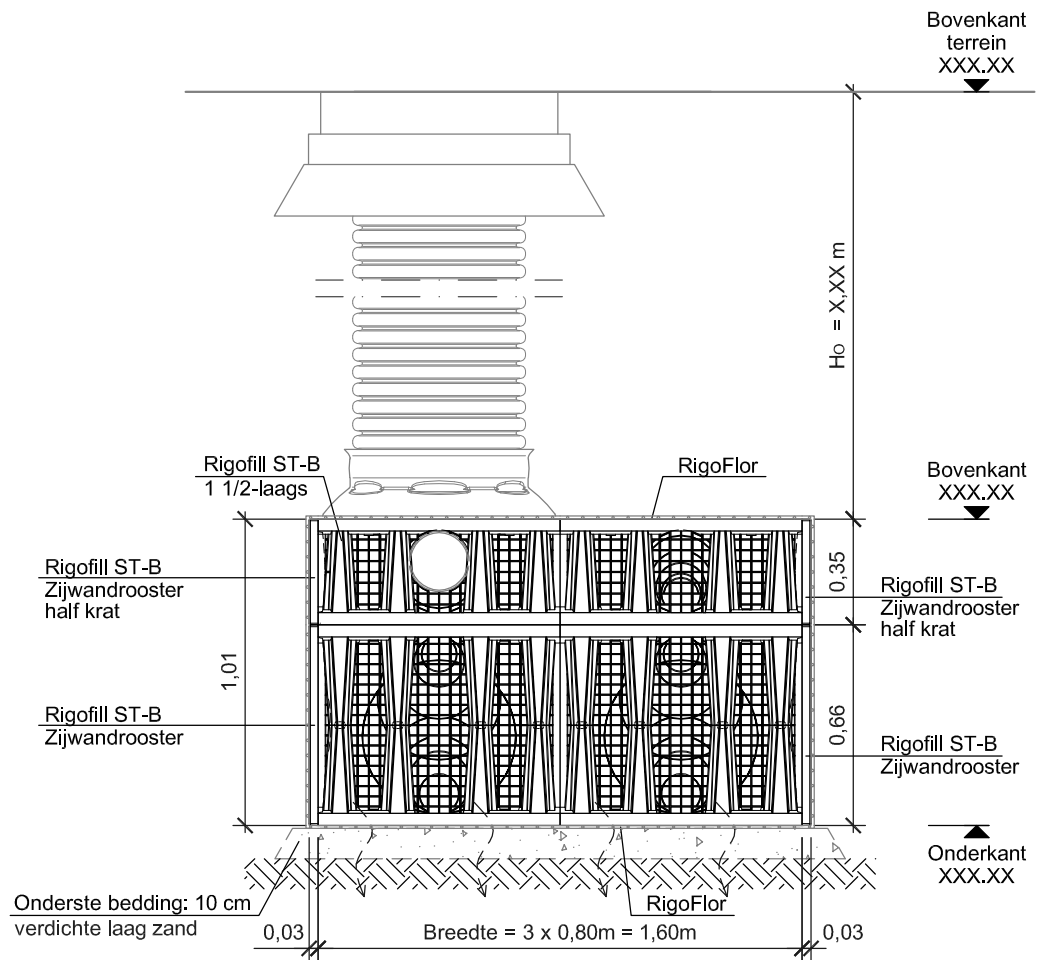 Bovenkant
terrein
XXX.XX
Ho = X,XX m
Rigofill ST-B
1 1/2-laags
RigoFlor
Bovenkant
XXX.XX
Rigofill ST-B
Zijwandrooster
half krat
0,35
Rigofill ST-B
Zijwandrooster
half krat
1,01
Rigofill ST-B
Zijwandrooster
0,66
Rigofill ST-B
Zijwandrooster
Onderkant
XXX.XX
Onderste bedding: 10 cm
verdichte laag zand
RigoFlor
0,03
Breedte = 3 x 0,80m = 1,60m
0,03